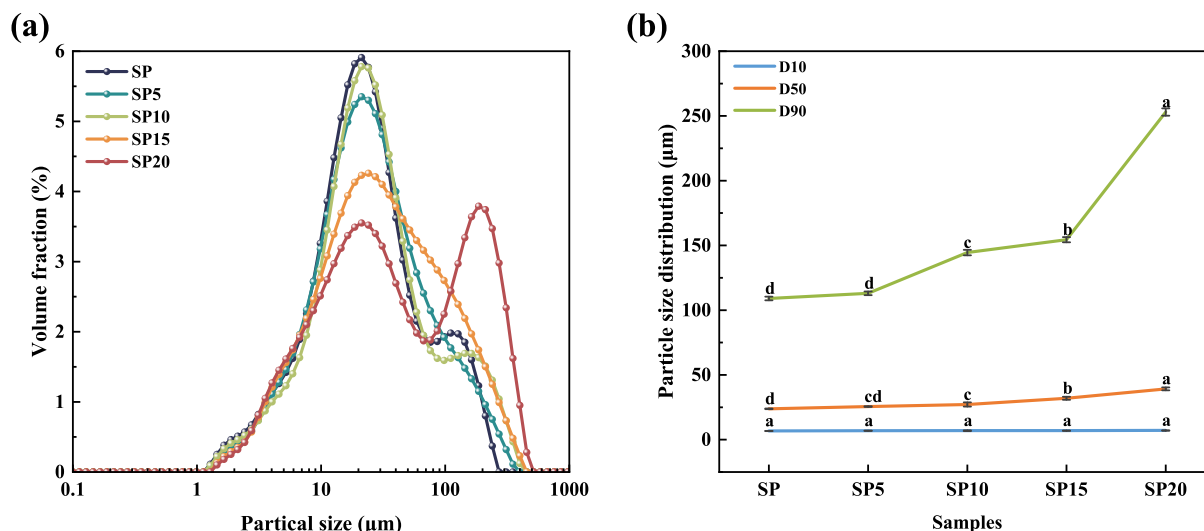 (a)
6
5
4
3
2
1
0
Volume fraction (%)
SP
SP5
SP10
SP15
SP20
0.1
1
10
100
1000
Partical size (μm)
(b)
300
250
200
150
100
50
0
Particle size distribution (μm)
D10
D50
D90
d
d
c
b
a
d
cd
c
b
a
a
a
a
a
a
SP
SP5
SP10
SP15
SP20
Samples